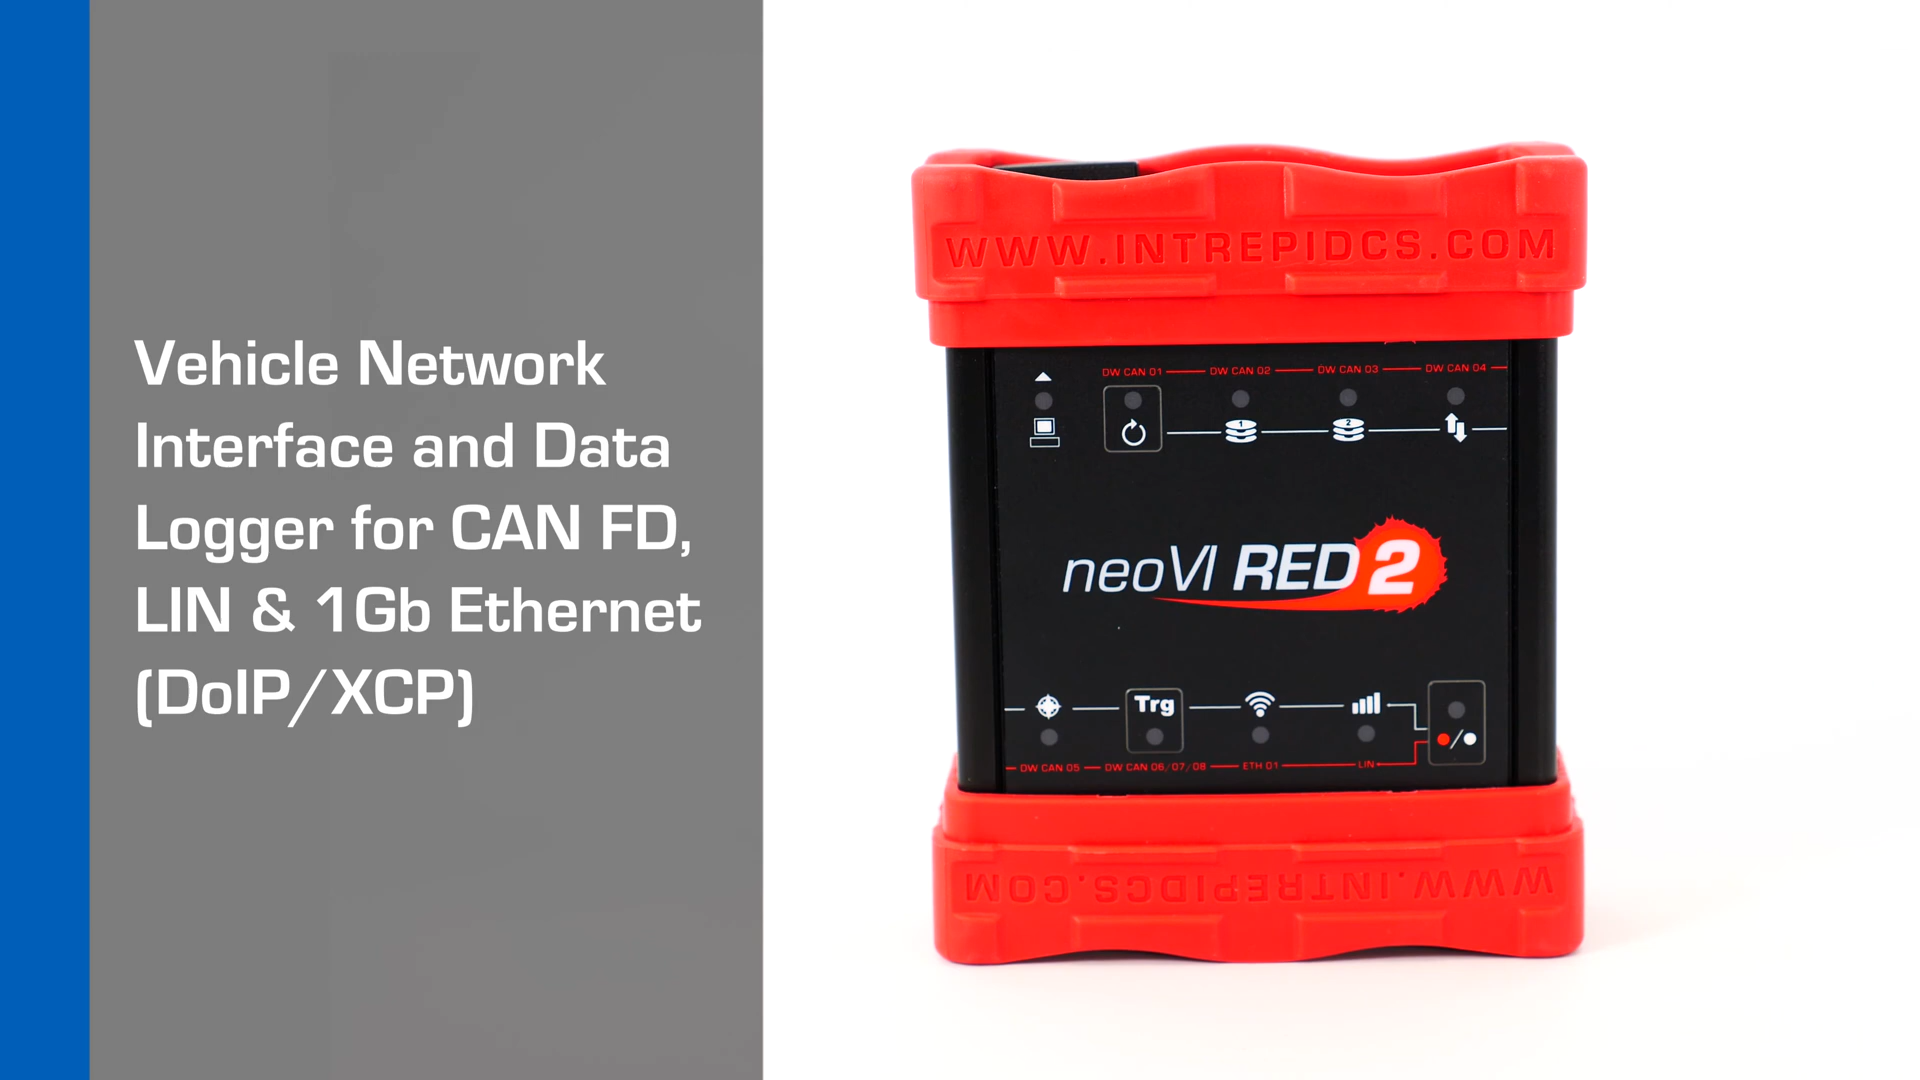 Vehicle Network
Interface and Data
Logger for CAN FD,
LIN & 1Gb Ethernet
(DoIP/XCP)
WWW.INTREPIDCS.COM
DW CAN 01 DW CAN 02 DW CAN 03 DW CAN 04
1 2
neoVI RED 2
Trg
DW CAN 05 DW CAN 06/07/08 ETH 01 LIN
WWW.INTREPIDCS.COM